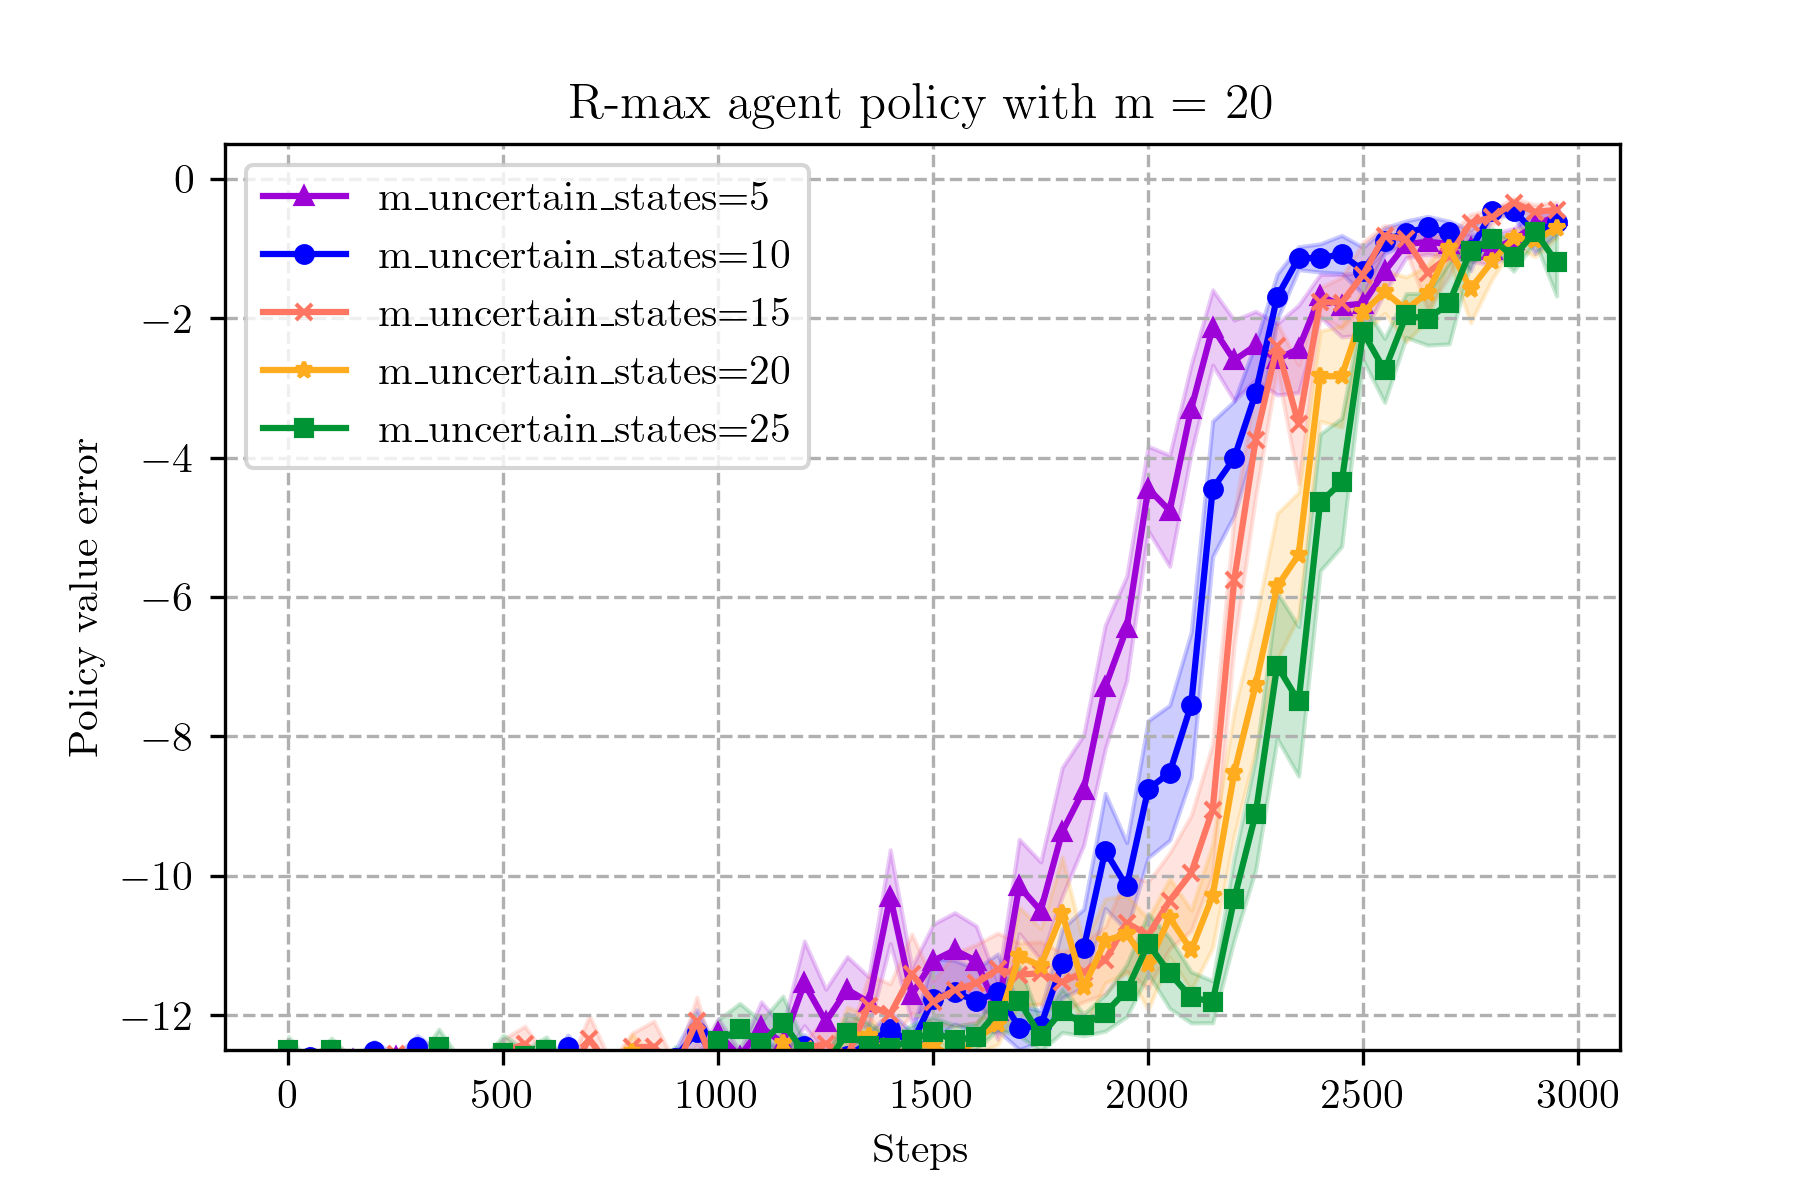 R-max agent policy with m = 20
0
−2
−4
−6
−8
−10
−12
Policy value error
m_uncertain_states=5
m_uncertain_states=10
m_uncertain_states=15
m_uncertain_states=20
m_uncertain_states=25
0 500 1000 1500 2000 2500 3000
Steps